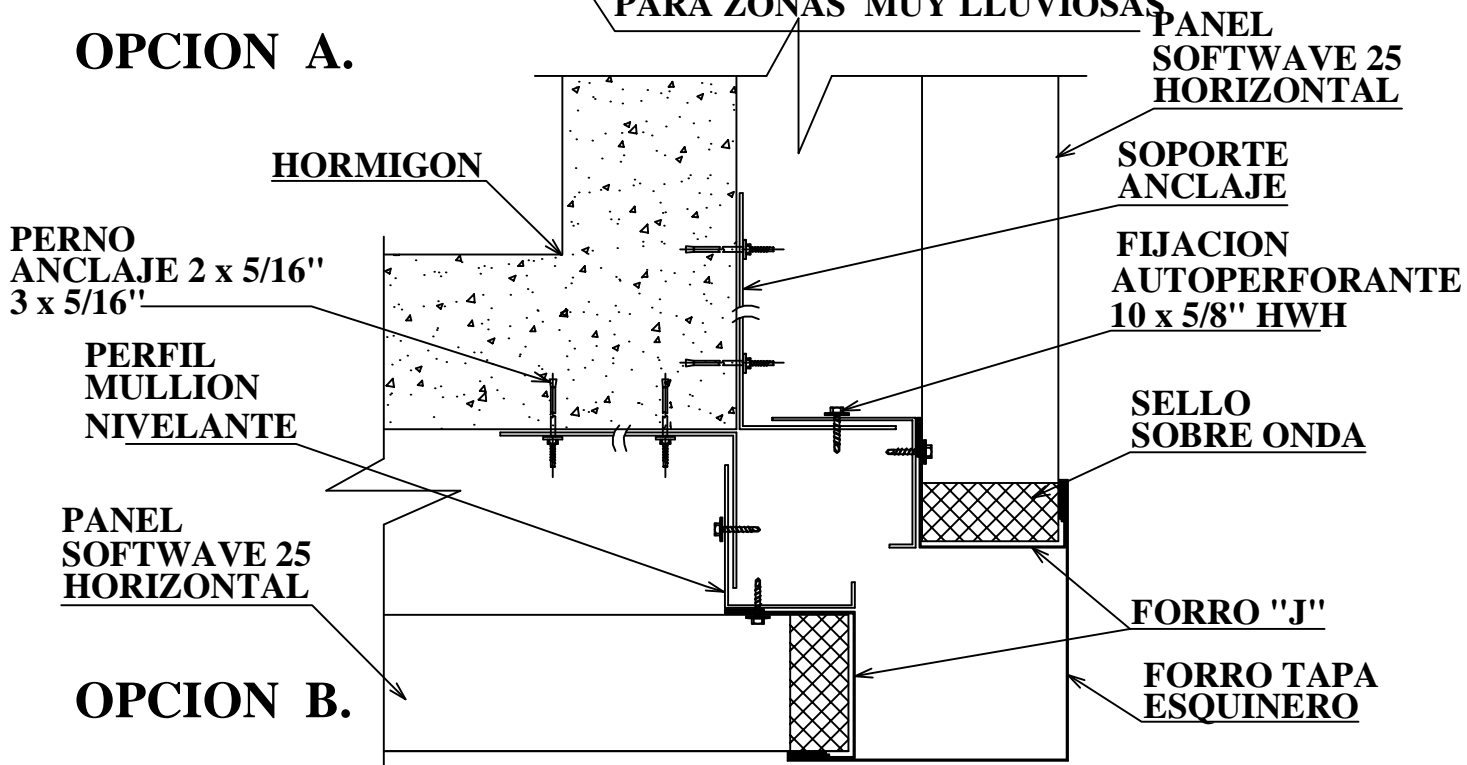 PARA ZONAS MUY LLUVIOSAS
OPCION A.
PANEL
SOFTWAVE 25
HORIZONTAL
HORMIGON
SOPORTE
ANCLAJE
PERNO
ANCLAJE 2 x 5/16"
3 x 5/16"
FIJACION
AUTOPERFORANTE
10 x 5/8" HWH
PERFIL
MULLION
NIVELANTE
SELLO
SOBRE ONDA
PANEL
SOFTWAVE 25
HORIZONTAL
FORRO "J"
OPCION B.
FORRO TAPA
ESQUINERO